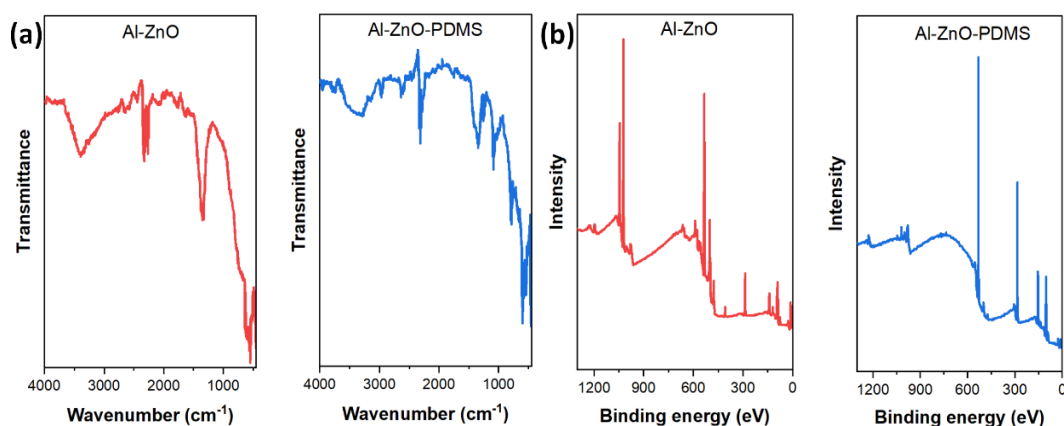 (a)
Al-ZnO
Transmittance
4000 3000 2000 1000
Wavenumber (cm⁻¹)
Al-ZnO-PDMS
Transmittance
4000 3000 2000 1000
Wavenumber (cm⁻¹)
(b)
Al-ZnO
Intensity
1200 900 600 300 0
Binding energy (eV)
Al-ZnO-PDMS
Intensity
1200 900 600 300 0
Binding energy (eV)